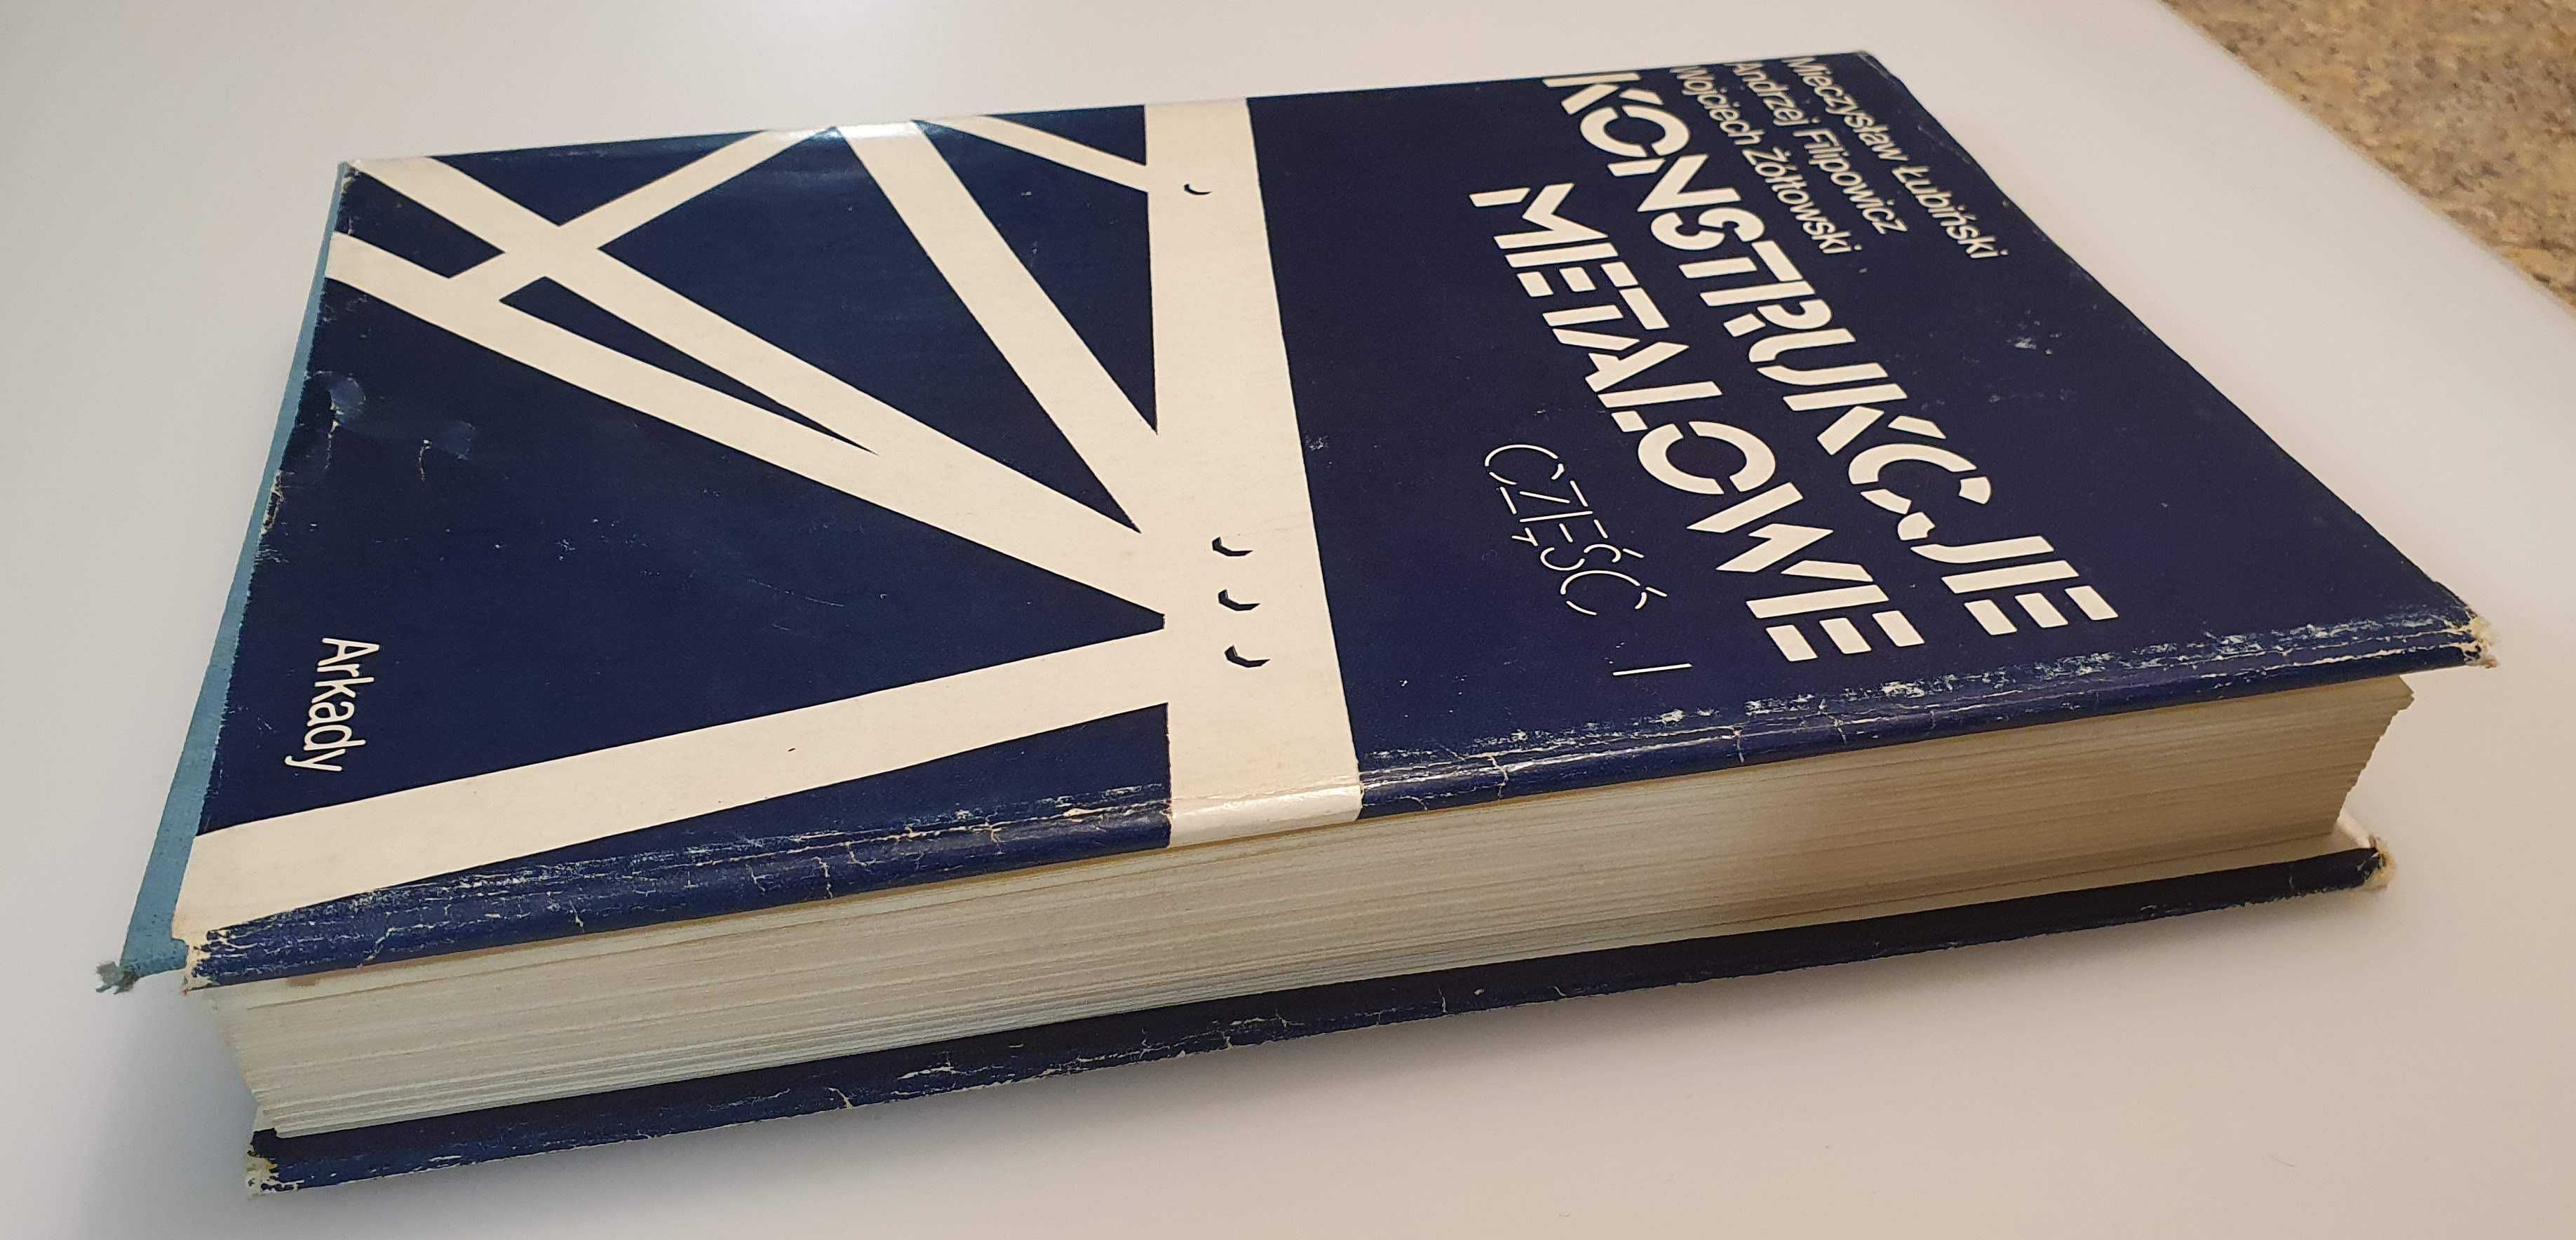 Mieczysław Łubiński
Andrzej Filipowicz
Wojciech Żółtowski
KONSTRUKCJE
METALOWE
CZĘŚĆ I
Arkady